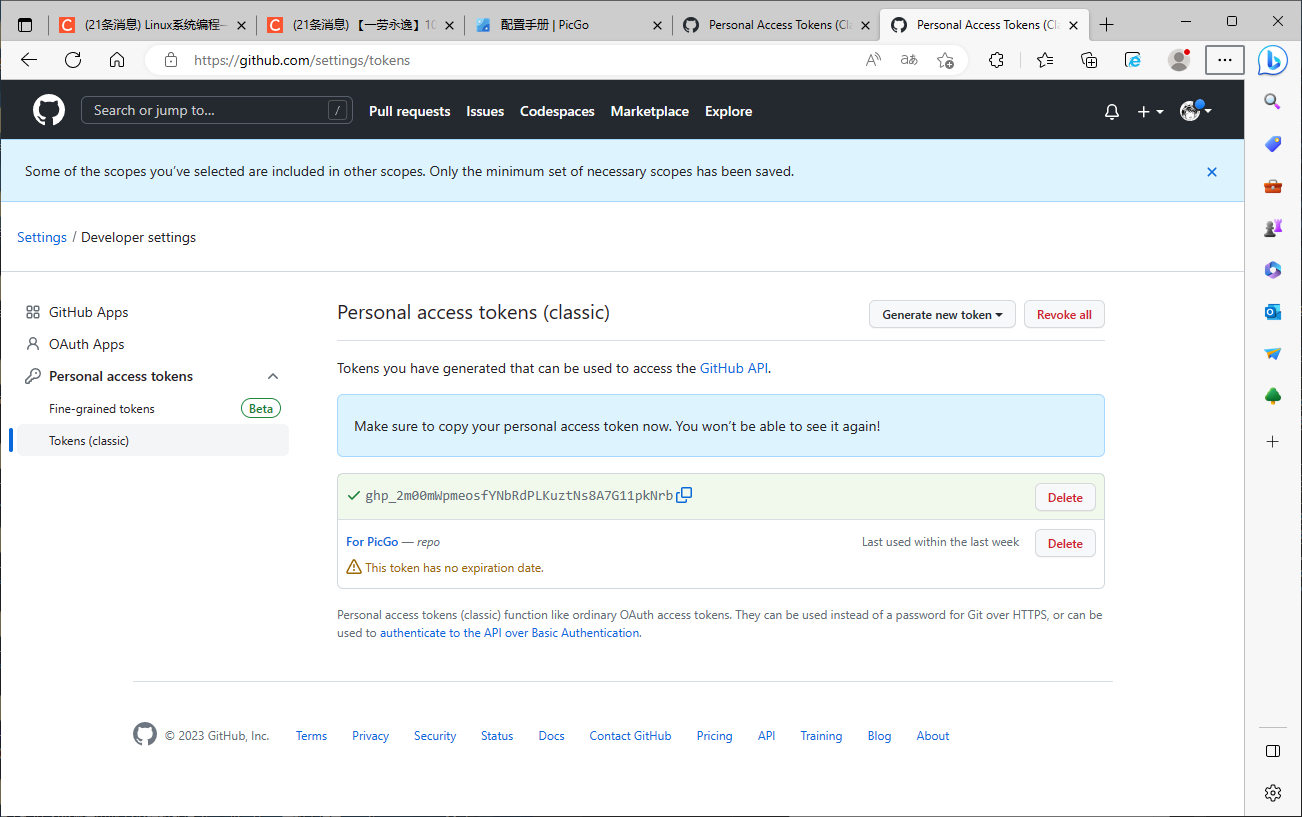 (21条消息) Linux系统编程—
(21条消息) 【一劳永逸】10
配置手册 | PicGo
Personal Access Tokens (Cla
Personal Access Tokens (Cla
https://github.com/settings/tokens
Search or jump to...
/
Pull requests
Issues
Codespaces
Marketplace
Explore
Some of the scopes you’ve selected are included in other scopes. Only the minimum set of necessary scopes has been saved.
Settings / Developer settings
GitHub Apps
OAuth Apps
Personal access tokens
Fine-grained tokens
Beta
Tokens (classic)
Personal access tokens (classic)
Generate new token
Revoke all
Tokens you have generated that can be used to access the GitHub API.
Make sure to copy your personal access token now. You won’t be able to see it again!
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
Delete
For PicGo — repo
Last used within the last week
Delete
This token has no expiration date.
Personal access tokens (classic) function like ordinary OAuth access tokens. They can be used instead of a password for Git over HTTPS, or can be
used to authenticate to the API over Basic Authentication.
© 2023 GitHub, Inc.
Terms
Privacy
Security
Status
Docs
Contact GitHub
Pricing
API
Training
Blog
About